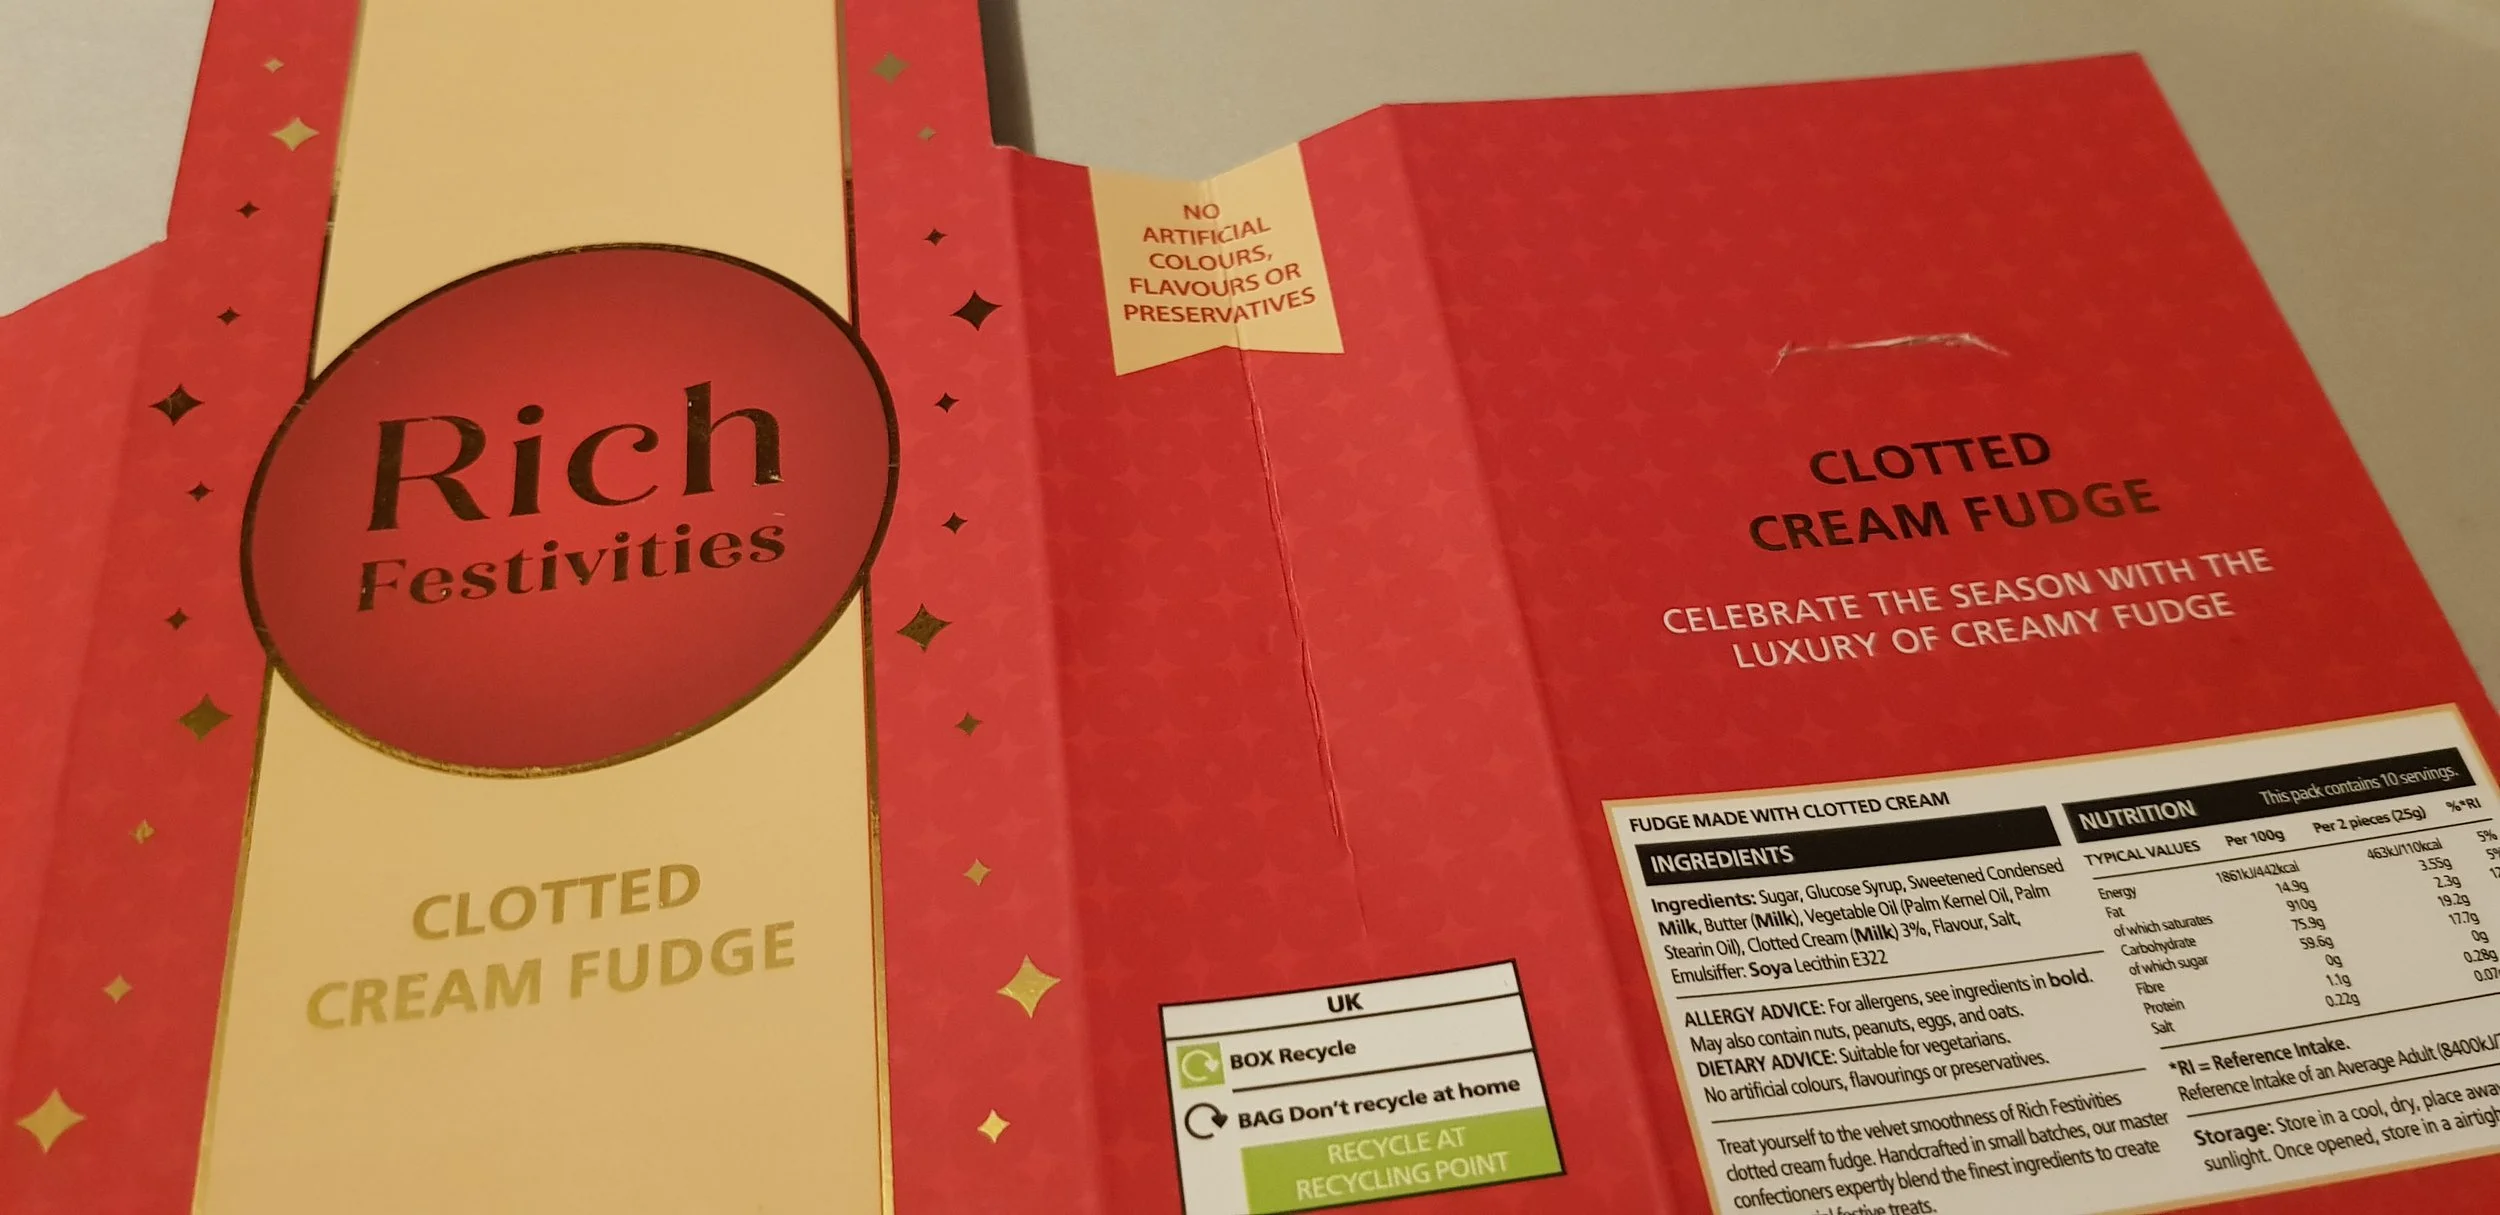 Rich
Festivities
CLOTTED
CREAM FUDGE
NO
ARTIFICIAL
COLOURS,
FLAVOURS OR
PRESERVATIVES
UK
BOX Recycle
BAG Don't recycle at home
RECYCLE AT
RECYCLING POINT
CLOTTED
CREAM FUDGE
CELEBRATE THE SEASON WITH THE
LUXURY OF CREAMY FUDGE
FUDGE MADE WITH CLOTTED CREAM
INGREDIENTS
Ingredients: Sugar, Glucose Syrup, Sweetened Condensed
Milk, Butter (Milk), Vegetable Oil (Palm Kernel Oil, Palm
Stearin Oil), Clotted Cream (Milk) 3%, Flavour, Salt,
Emulsiffer: Soya Lecithin E322
ALLERGY ADVICE: For allergens, see ingredients in bold.
May also contain nuts, peanuts, eggs, and oats.
DIETARY ADVICE: Suitable for vegetarians.
No artificial colours, flavourings or preservatives.
Treat yourself to the velvet smoothness of Rich Festivities
clotted cream fudge. Handcrafted in small batches, our master
confectioners expertly blend the finest ingredients to create
festive treats.
NUTRITION This pack contains 10 servings.
TYPICAL VALUES Per 100g Per 2 pieces (25g) %*RI
Energy 1861kJ/442kcal 463kJ/110kcal 5%
Fat 14.9g 3.55g 5%
of which saturates 910g 2.3g
Carbohydrate 75.9g 19.2g
of which sugar 59.6g 17.7g
Fibre 0g 0g
Protein 1.1g 0.28g
Salt 0.22g 0.07
*RI = Reference Intake.
Reference Intake of an Average Adult (8400kJ/
Storage: Store in a cool, dry, place away
sunlight. Once opened, store in a airtigh